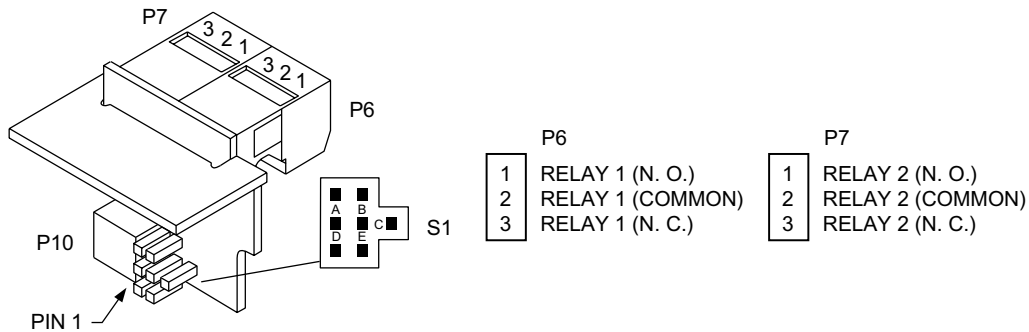 P7
3 2 1
3 2 1
P6
P10
PIN 1
A B
C
D E
S1
P6
1 RELAY 1 (N. O.)
2 RELAY 1 (COMMON)
3 RELAY 1 (N. C.)
P7
1 RELAY 2 (N. O.)
2 RELAY 2 (COMMON)
3 RELAY 2 (N. C.)